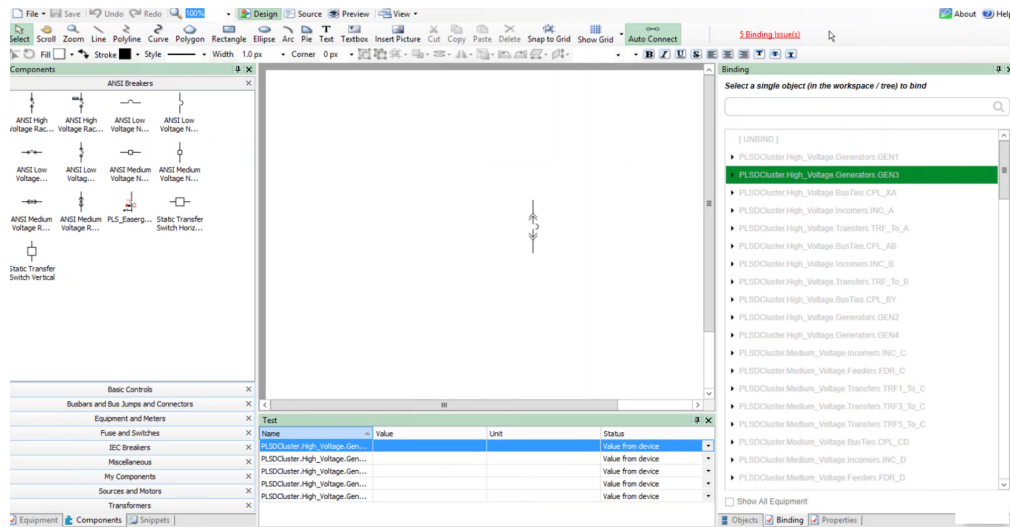 File Save Undo Redo 100% Design Source Preview View About Help
Select Scroll Zoom Line Polyline Curve Polygon Rectangle Ellipse Arc Pie Text Textbox Insert Picture Cut Copy Paste Delete Snap to Grid Show Grid Auto Connect 5 Binding Issue(s)
Fill Stroke Style Width 1.0 px Corner 0 px B I U S
Components
ANSI Breakers
ANSI High Voltage Rac...
ANSI High Voltage Rac...
ANSI Low Voltage N...
ANSI Low Voltage N...
ANSI Low Voltage...
ANSI Low Voltag...
ANSI Medium Voltage N...
ANSI Medium Voltage N...
ANSI Medium Voltage R...
ANSI Medium Voltage R...
PLS_Easerg...
Static Transfer Switch Horiz...
Static Transfer Switch Vertical
Basic Controls
Busbars and Bus Jumps and Connectors
Equipment and Meters
Fuse and Switches
IEC Breakers
Miscellaneous
My Components
Sources and Motors
Transformers
Equipment Components Snippets
Test
Name Value Unit Status
PLSDCluster.High_Voltage.Gen... Value from device
PLSDCluster.High_Voltage.Gen... Value from device
PLSDCluster.High_Voltage.Gen... Value from device
PLSDCluster.High_Voltage.Gen... Value from device
PLSDCluster.High_Voltage.Gen... Value from device
Binding
Select a single object (in the workspace / tree) to bind
[ UNBIND ]
PLSDCluster.High_Voltage.Generators.GEN1
PLSDCluster.High_Voltage.Generators.GEN3
PLSDCluster.High_Voltage.BusTies.CPL_XA
PLSDCluster.High_Voltage.Incomers.INC_A
PLSDCluster.High_Voltage.Transfers.TRF_To_A
PLSDCluster.High_Voltage.BusTies.CPL_AB
PLSDCluster.High_Voltage.Incomers.INC_B
PLSDCluster.High_Voltage.Transfers.TRF_To_B
PLSDCluster.High_Voltage.BusTies.CPL_BY
PLSDCluster.High_Voltage.Generators.GEN2
PLSDCluster.High_Voltage.Generators.GEN4
PLSDCluster.Medium_Voltage.Incomers.INC_C
PLSDCluster.Medium_Voltage.Feeders.FDR_C
PLSDCluster.Medium_Voltage.Transfers.TRF1_To_C
PLSDCluster.Medium_Voltage.Transfers.TRF3_To_C
PLSDCluster.Medium_Voltage.Transfers.TRF5_To_C
PLSDCluster.Medium_Voltage.BusTies.CPL_CD
PLSDCluster.Medium_Voltage.Incomers.INC_D
PLSDCluster.Medium_Voltage.Feeders.FDR_D
Show All Equipment
Objects Binding Properties